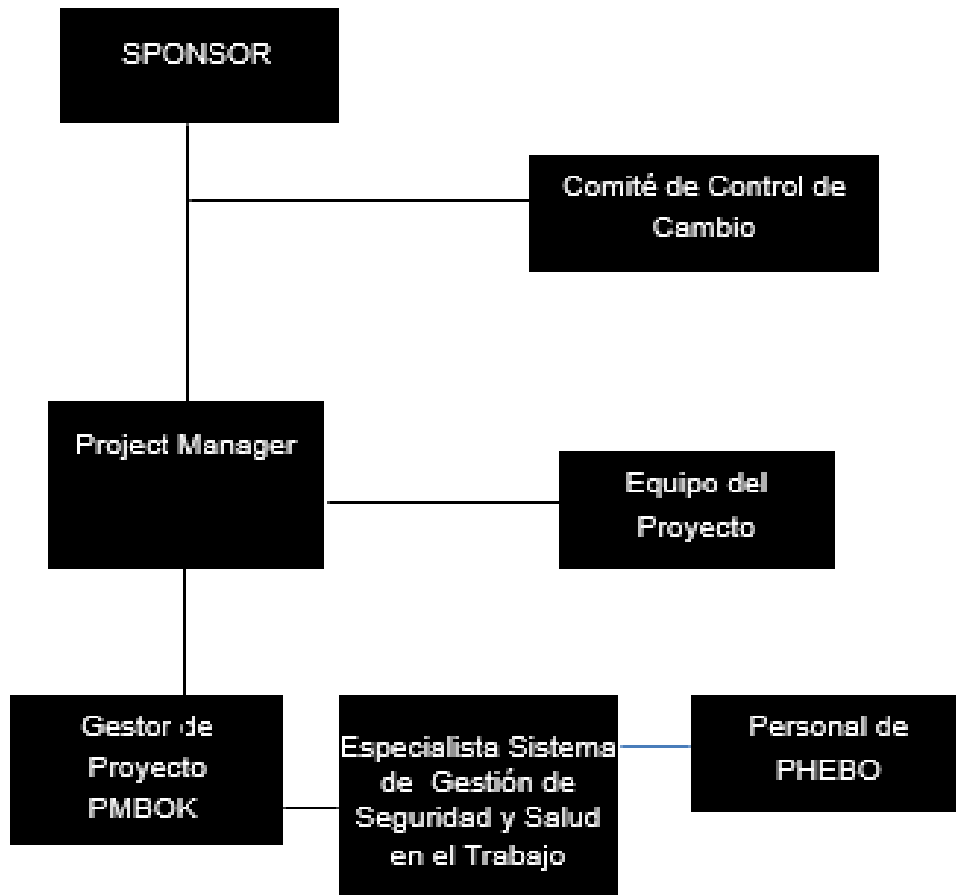 SPONSOR
Comité de Control de
Cambio
Project Manager
Equipo del
Proyecto
Gestor de
Proyecto
PMBOK
Especialista Sistema
de Gestión de
Seguridad y Salud
en el Trabajo
Personal de
PHEBO